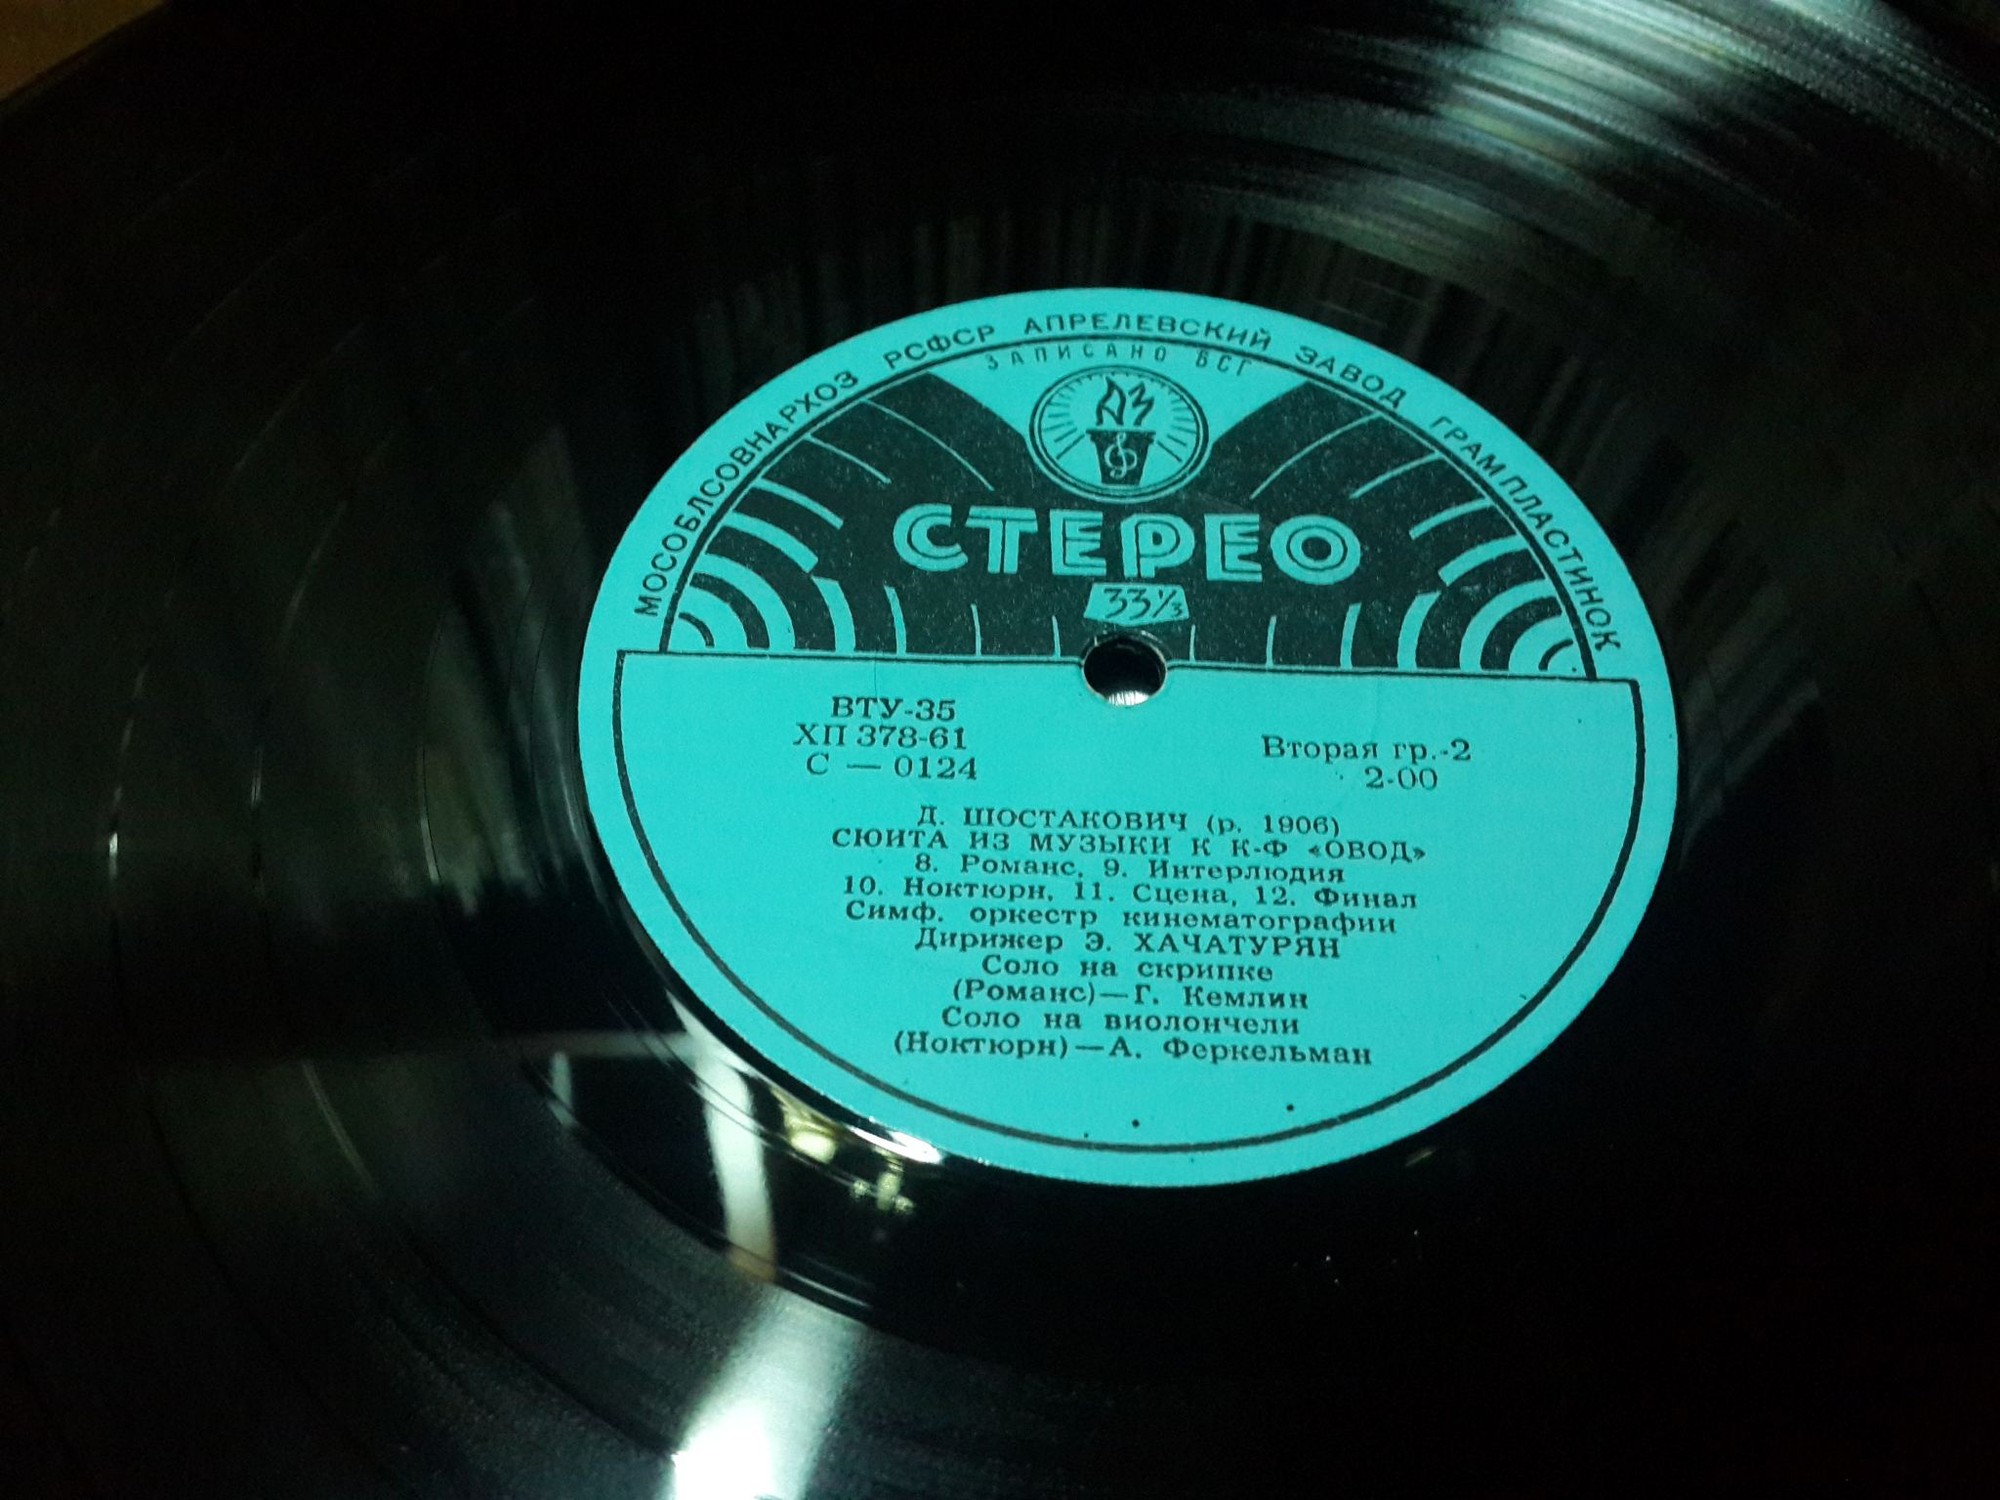 МОСОБЛСОВНАРХОЗ РСФСР АПРЕЛЕВСКИЙ ЗАВОД ГРАМПЛАСТИНОК
ЗАПИСАНО ВСГ
АЗ
СТЕРЕО
33⅓
ВТУ-35
ХП 378-61
С — 0124
Вторая гр.-2
2-00
Д. ШОСТАКОВИЧ (р. 1906)
СЮИТА ИЗ МУЗЫКИ К К-Ф «ОВОД»
8. Романс, 9. Интерлюдия
10. Ноктюрн, 11. Сцена, 12. Финал
Симф. оркестр кинематографии
Дирижер Э. ХАЧАТУРЯН
Соло на скрипке
(Романс)—Г. Кемлин
Соло на виолончели
(Ноктюрн)—А. Феркельман